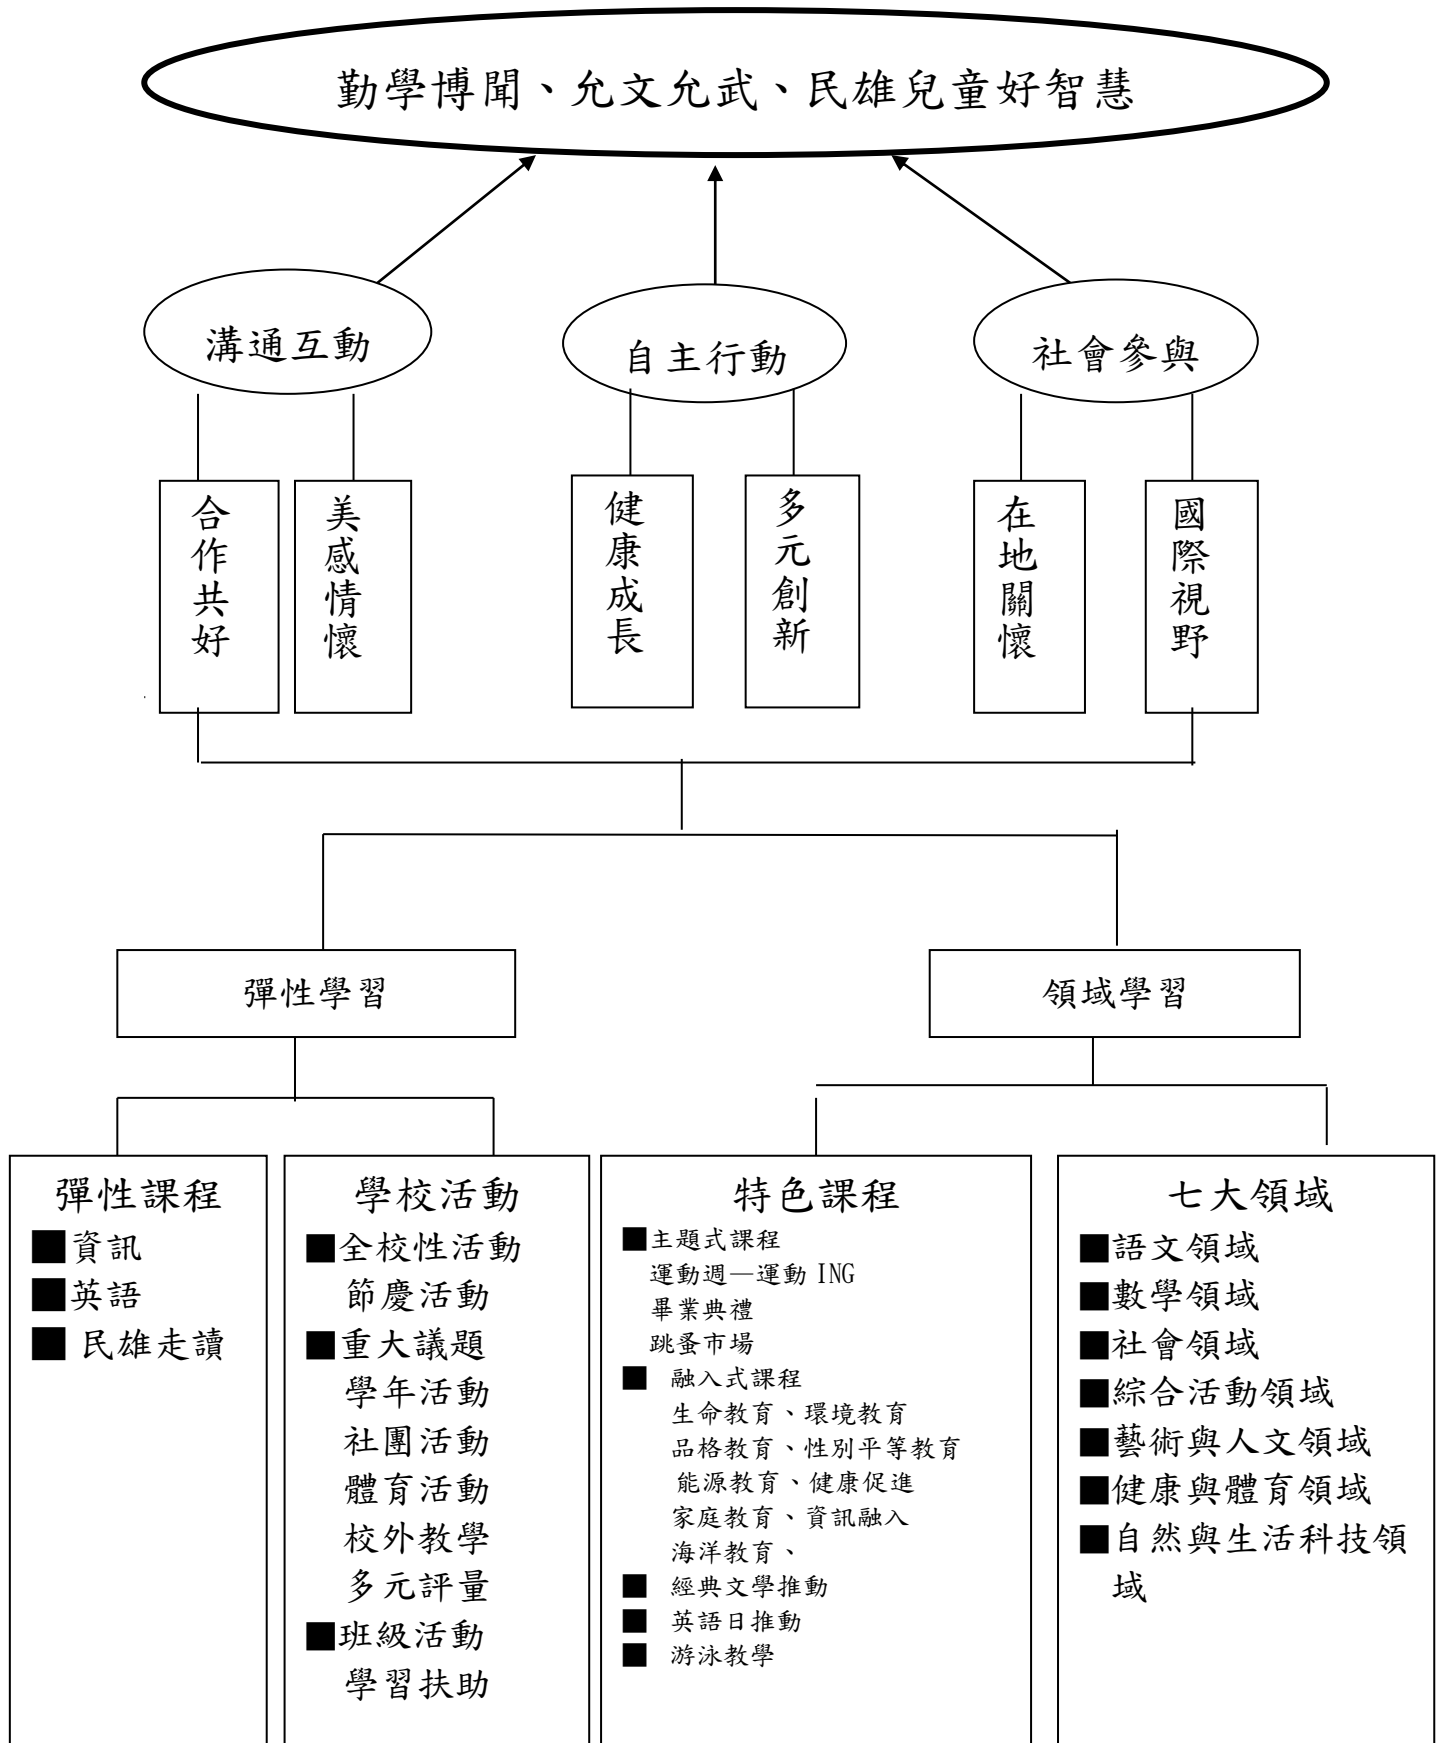 勤學博聞、允文允武、民雄兒童好智慧
溝通互動
自主行動
社會參與
合作共好
美感情懷
健康成長
多元創新
在地關懷
國際視野
彈性學習
領域學習
彈性課程
■資訊
■英語
■ 民雄走讀
學校活動
■全校性活動
節慶活動
■重大議題
學年活動
社團活動
體育活動
校外教學
多元評量
■班級活動
學習扶助
特色課程
■主題式課程
運動週—運動 ING
畢業典禮
跳蚤市場
■ 融入式課程
生命教育、環境教育
品格教育、性別平等教育
能源教育、健康促進
家庭教育、資訊融入
海洋教育、
■ 經典文學推動
■ 英語日推動
■ 游泳教學
七大領域
■語文領域
■數學領域
■社會領域
■綜合活動領域
■藝術與人文領域
■健康與體育領域
■自然與生活科技領
域